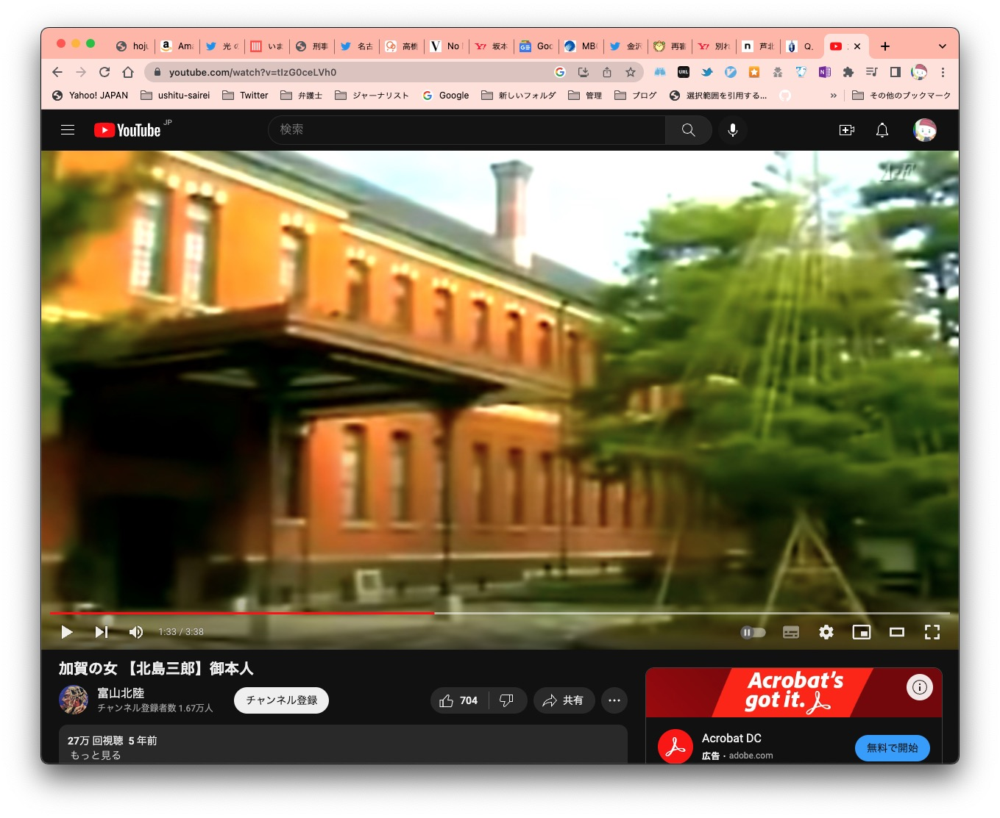 hoju
Ama
光の
いま
刑事
名古
高橋
No
坂本
Goo
MB
金沢
再審
別れ
芦北
Q.
youtube.com/watch?v=tIzG0ceLVh0
URL
Yahoo! JAPAN
ushitu-sairei
Twitter
弁護士
ジャーナリスト
Google
新しいフォルダ
管理
ブログ
選択範囲を引用する...
»
その他のブックマーク
YouTube JP
検索
1:33 / 3:38
加賀の女 【北島三郎】御本人
富山北陸
チャンネル登録者数 1.67万人
チャンネル登録
704
共有
27万 回視聴 5 年前
もっと見る
Acrobat's
got it.
Acrobat DC
広告・adobe.com
無料で開始